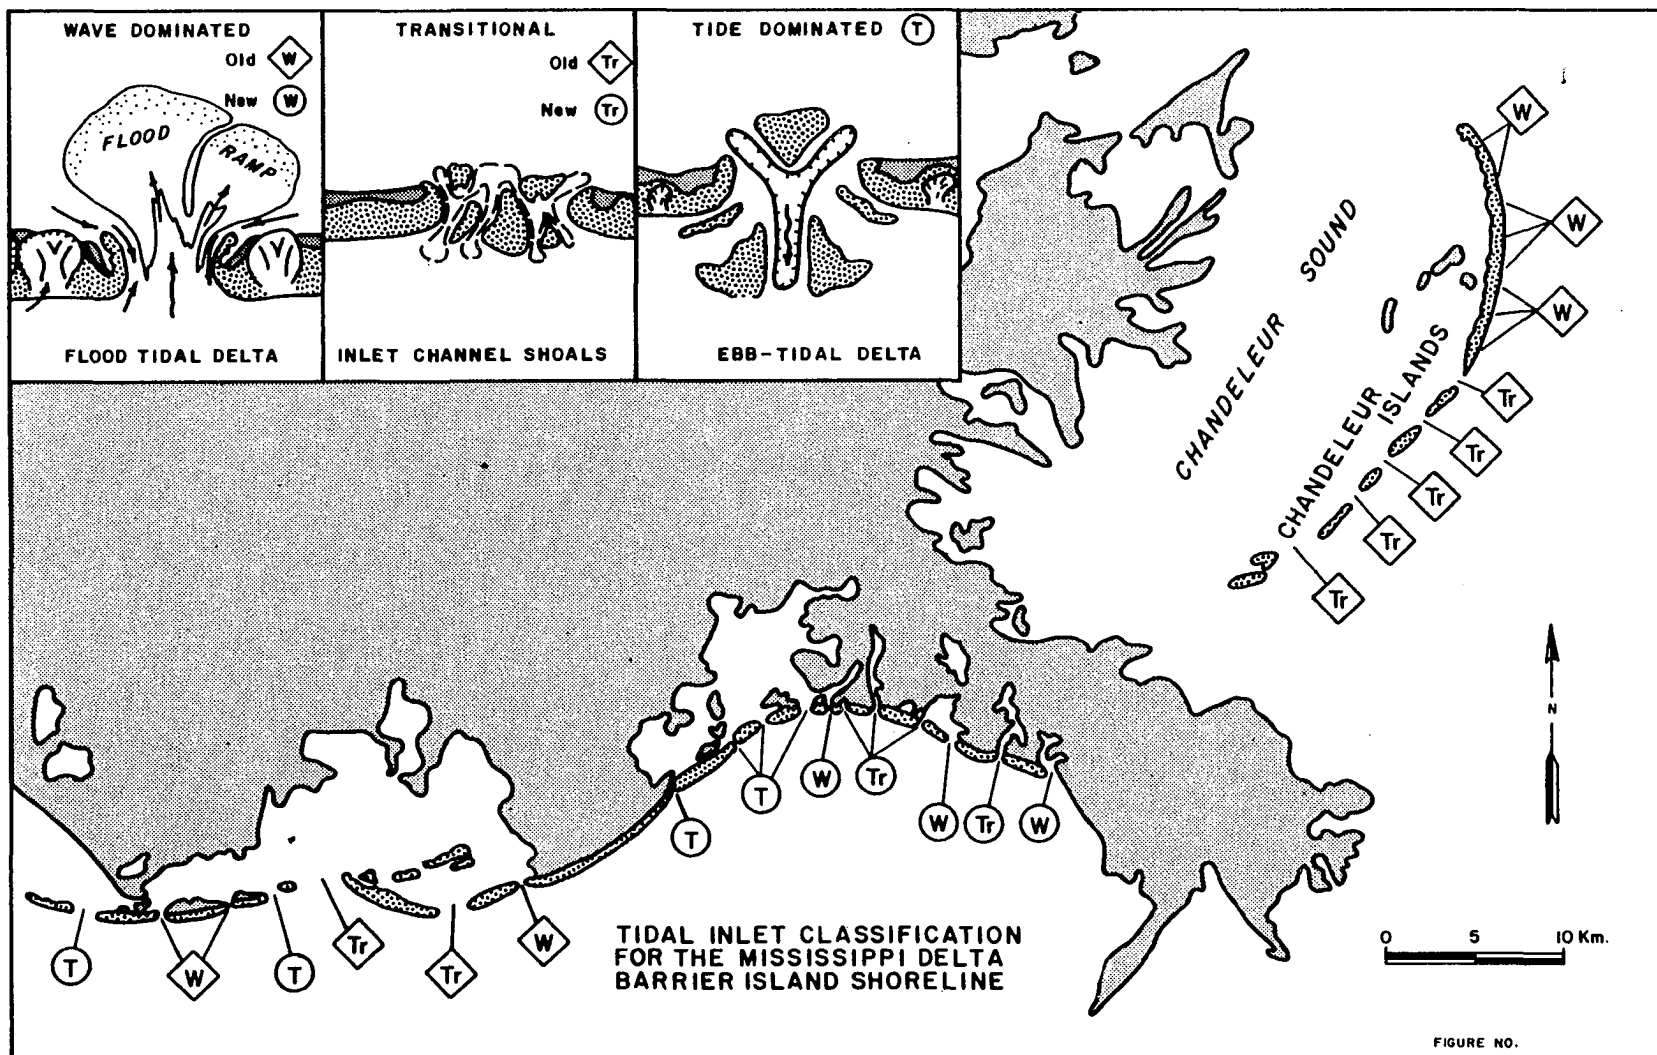 WAVE DOMINATED
Old W
New W
FLOOD
RAMP
FLOOD TIDAL DELTA
TRANSITIONAL
Old Tr
New Tr
INLET CHANNEL SHOALS
TIDE DOMINATED T
EBB-TIDAL DELTA
CHANDELEUR SOUND
CHANDELEUR
ISLANDS
W
W
W
Tr
Tr
Tr
Tr
Tr
N
T
W
T
Tr
Tr
W
T
T
W
Tr
W
Tr
W
TIDAL INLET CLASSIFICATION
FOR THE MISSISSIPPI DELTA
BARRIER ISLAND SHORELINE
0 5 10 Km.
FIGURE NO.